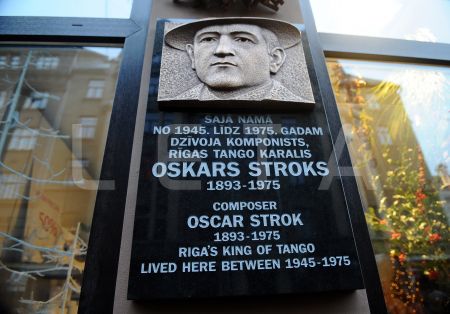 ŠAJĀ NAMĀ
NO 1945. LĪDZ 1975. GADAM
DZĪVOJA KOMPONISTS,
RĪGAS TANGO KARALIS
OSKARS STROKS
1893-1975
COMPOSER
OSCAR STROK
1893-1975
RIGA'S KING OF TANGO
LIVED HERE BETWEEN 1945-1975